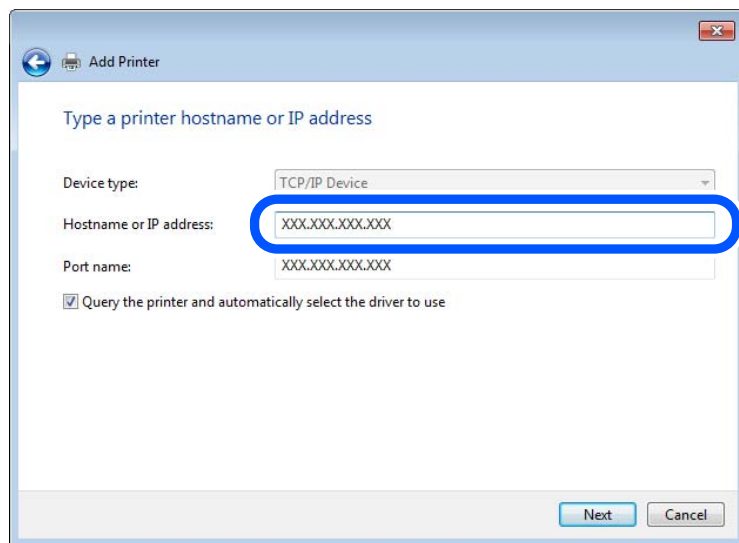 Add Printer
Type a printer hostname or IP address
Device type: TCP/IP Device
Hostname or IP address: XXX.XXX.XXX.XXX
Port name: XXX.XXX.XXX.XXX
Query the printer and automatically select the driver to use
Next Cancel